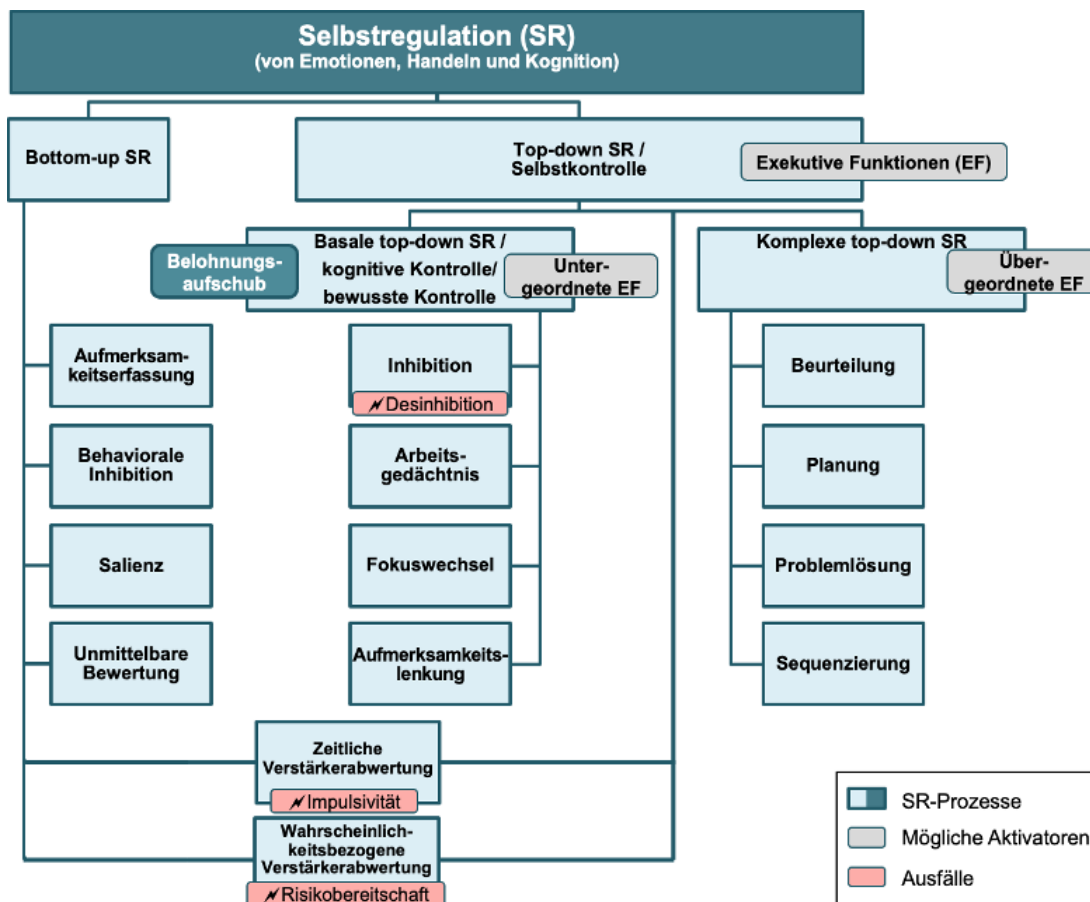 Selbstregulation (SR)
(von Emotionen, Handeln und Kognition)
Bottom-up SR
Top-down SR /
Selbstkontrolle
Exekutive Funktionen (EF)
Basale top-down SR /
kognitive Kontrolle/
bewusste Kontrolle
Belohnungs-
aufschub
Unter-
geordnete EF
Komplexe top-down SR
Über-
geordnete EF
Aufmerksam-
keitserfassung
Behaviorale
Inhibition
Salienz
Unmittelbare
Bewertung
Inhibition
Desinhibition
Arbeits-
gedächtnis
Fokuswechsel
Aufmerksamkeits-
lenkung
Beurteilung
Planung
Problemlösung
Sequenzierung
Zeitliche
Verstärkerabwertung
Impulsivität
Wahrscheinlich-
keitsbezogene
Verstärkerabwertung
Risikobereitschaft
SR-Prozesse
Mögliche Aktivatoren
Ausfälle